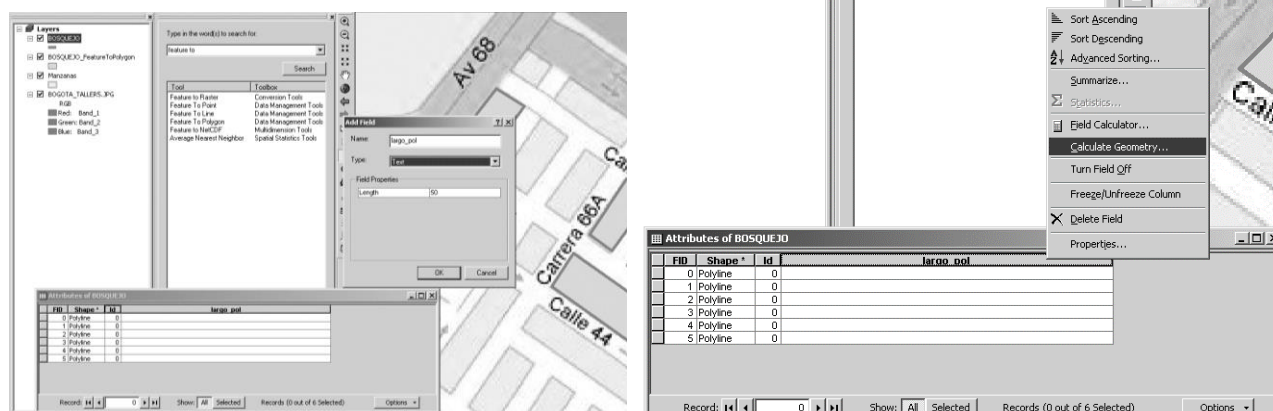 Layers
BOSQUEJO
BOSQUEJO_FeatureToPolygon
Manzanas
BOGOTA_TALLERS.JPG
RGB
Red: Band_1
Green: Band_2
Blue: Band_3
Type in the word(s) to search for:
feature to
Search
Tool Toolbox
Feature to Raster Conversion Tools
Feature To Point Data Management Tools
Feature To Line Data Management Tools
Feature To Polygon Data Management Tools
Feature to NetCDF Multidimension Tools
Average Nearest Neighbor Spatial Statistics Tools
Av 68
Add Field
Name: largo_pol
Type: Text
Field Properties
Length 50
OK Cancel
Carrera 66A
Calle 44
Ca
Attributes of BOSQUEJO
FID Shape * Id largo_pol
0 Polyline 0
1 Polyline 0
2 Polyline 0
3 Polyline 0
4 Polyline 0
5 Polyline 0
Record: 0 Show: All Selected Records (0 out of 6 Selected) Options
Sort Ascending
Sort Descending
Advanced Sorting...
Summarize...
Statistics...
Field Calculator...
Calculate Geometry...
Turn Field Off
Freeze/Unfreeze Column
Delete Field
Properties...
Cal
Attributes of BOSQUEJO
FID Shape * Id largo_pol
0 Polyline 0
1 Polyline 0
2 Polyline 0
3 Polyline 0
4 Polyline 0
5 Polyline 0
Record: 0 Show: All Selected Records (0 out of 6 Selected) Options